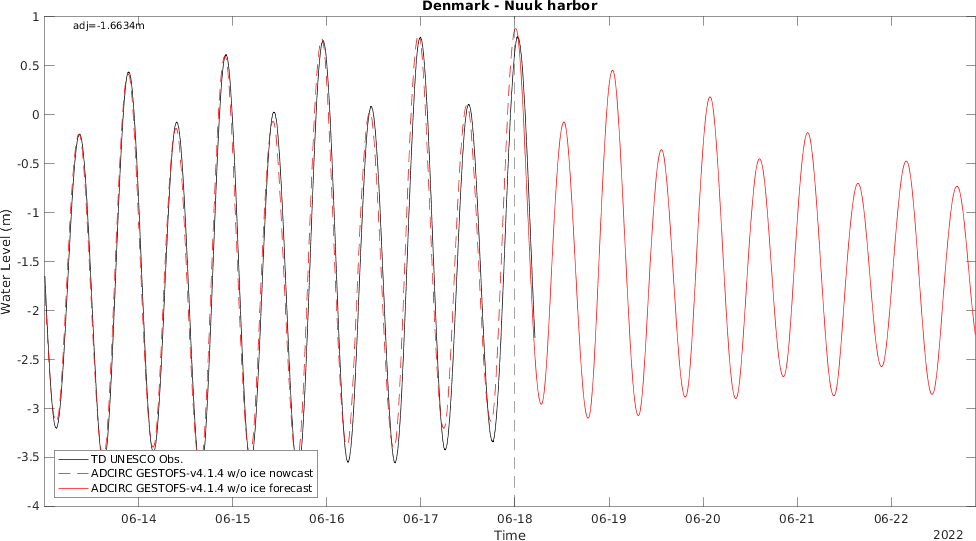 Denmark - Nuuk harbor
adj=-1.6634m
1
0.5
0
-0.5
-1
-1.5
-2
-2.5
-3
-3.5
-4
Water Level (m)
TD UNESCO Obs.
ADCIRC GESTOFS-v4.1.4 w/o ice nowcast
ADCIRC GESTOFS-v4.1.4 w/o ice forecast
06-14 06-15 06-16 06-17 06-18 06-19 06-20 06-21 06-22
Time
2022